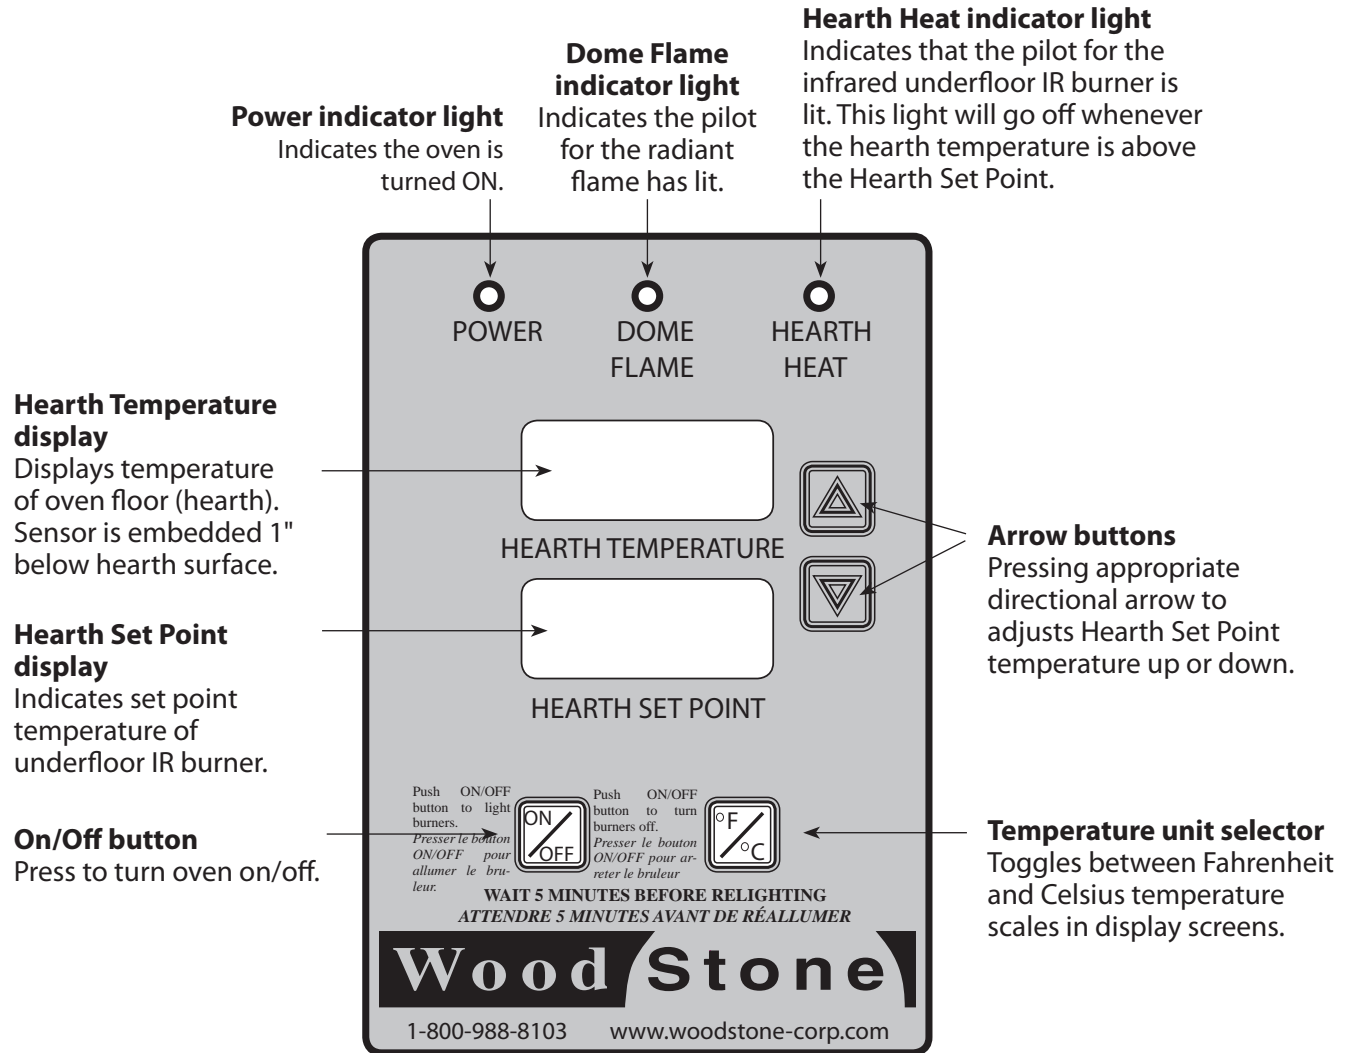 Hearth Heat indicator light
Indicates that the pilot for the
infrared underfloor IR burner is
lit. This light will go off whenever
the hearth temperature is above
the Hearth Set Point.
Dome Flame
indicator light
Indicates the pilot
for the radiant
flame has lit.
Power indicator light
Indicates the oven is
turned ON.
POWER
DOME
FLAME
HEARTH
HEAT
Hearth Temperature
display
Displays temperature
of oven floor (hearth).
Sensor is embedded 1"
below hearth surface.
HEARTH TEMPERATURE
Arrow buttons
Pressing appropriate
directional arrow to
adjusts Hearth Set Point
temperature up or down.
Hearth Set Point
display
Indicates set point
temperature of
underfloor IR burner.
HEARTH SET POINT
On/Off button
Press to turn oven on/off.
Push ON/OFF
button to light
burners.
Presser le bouton
ON/OFF pour
allumer le bru-
leur.
ON
OFF
Push ON/OFF
button to turn
burners off.
Presser le bouton
ON/OFF pour ar-
reter le bruleur
°F
°C
Temperature unit selector
Toggles between Fahrenheit
and Celsius temperature
scales in display screens.
WAIT 5 MINUTES BEFORE RELIGHTING
ATTENDRE 5 MINUTES AVANT DE RÉALLUMER
Wood Stone
1-800-988-8103 www.woodstone-corp.com